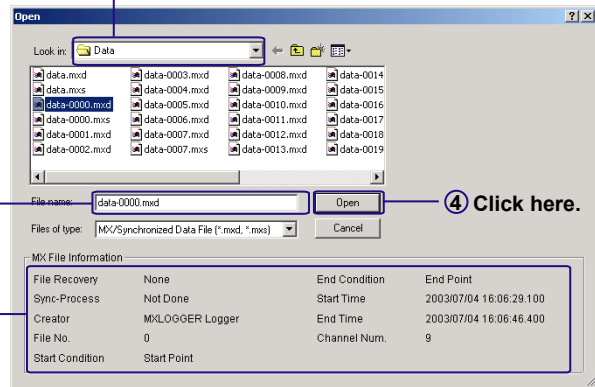 Open
Look in: Data
data.mxd data-0003.mxd data-0008.mxd data-0014
data.mxs data-0004.mxd data-0009.mxd data-0015
data-0000.mxd data-0005.mxd data-0010.mxd data-0016
data-0000.mxs data-0006.mxd data-0011.mxd data-0017
data-0001.mxd data-0007.mxd data-0012.mxd data-0018
data-0002.mxd data-0007.mxs data-0013.mxd data-0019
File name: data-0000.mxd Open ④ Click here.
Files of type: MX/Synchronized Data File (*.mxd, *.mxs) Cancel
MX File Information
File Recovery None End Condition End Point
Sync-Process Not Done Start Time 2003/07/04 16:06:29.100
Creator MXLOGGER Logger End Time 2003/07/04 16:06:46.400
File No. 0 Channel Num. 9
Start Condition Start Point